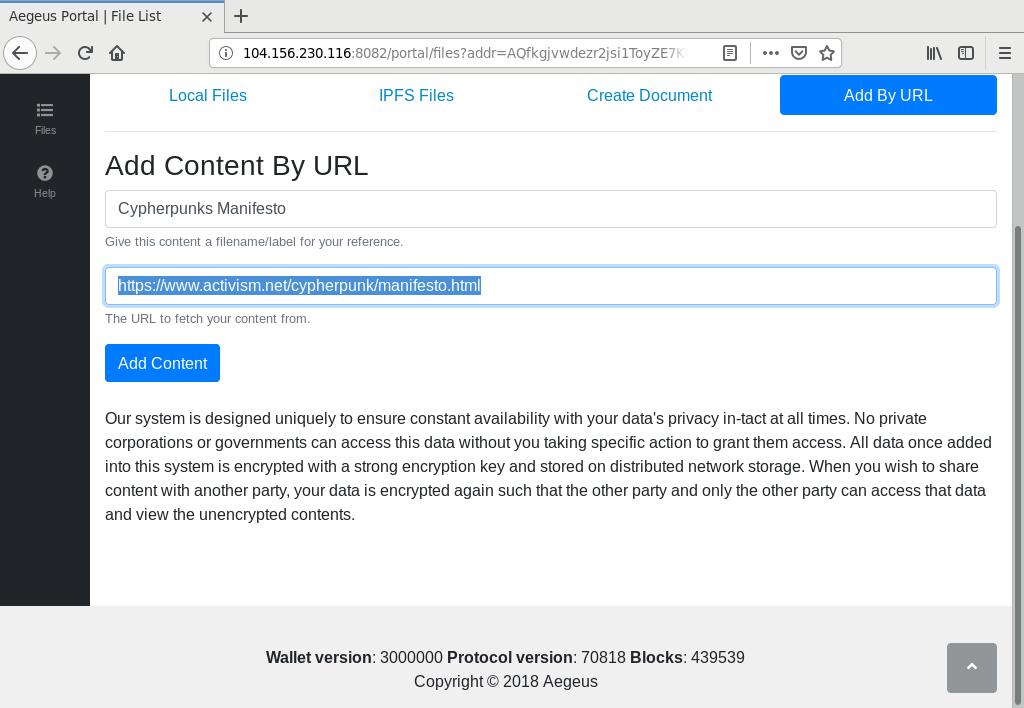 Aegeus Portal | File List
104.156.230.116:8082/portal/files?addr=AQfkgjvwdezr2jsi1ToyZE7K
Files
Help
Local Files
IPFS Files
Create Document
Add By URL
Add Content By URL
Cypherpunks Manifesto
Give this content a filename/label for your reference.
https://www.activism.net/cypherpunk/manifesto.html
The URL to fetch your content from.
Add Content
Our system is designed uniquely to ensure constant availability with your data's privacy in-tact at all times. No private
corporations or governments can access this data without you taking specific action to grant them access. All data once added
into this system is encrypted with a strong encryption key and stored on distributed network storage. When you wish to share
content with another party, your data is encrypted again such that the other party and only the other party can access that data
and view the unencrypted contents.
Wallet version: 3000000 Protocol version: 70818 Blocks: 439539
Copyright © 2018 Aegeus